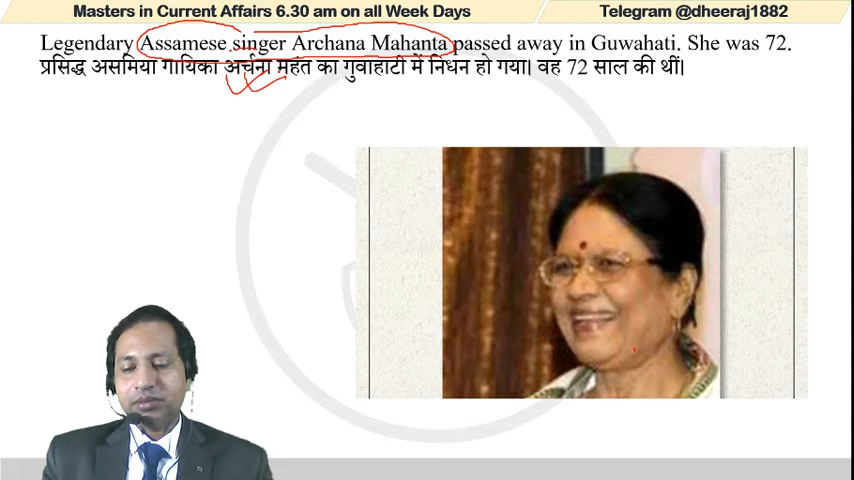 Masters in Current Affairs 6.30 am on all Week Days
Telegram @dheeraj1882
Legendary Assamese singer Archana Mahanta passed away in Guwahati. She was 72.
प्रसिद्ध असमिया गायिका अर्चना महंत का गुवाहाटी में निधन हो गया। वह 72 साल की थीं।